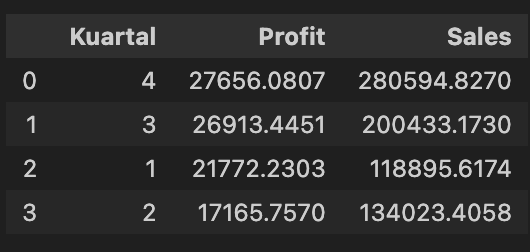 Kuartal Profit Sales
0 4 27656.0807 280594.8270
1 3 26913.4451 200433.1730
2 1 21772.2303 118895.6174
3 2 17165.7570 134023.4058